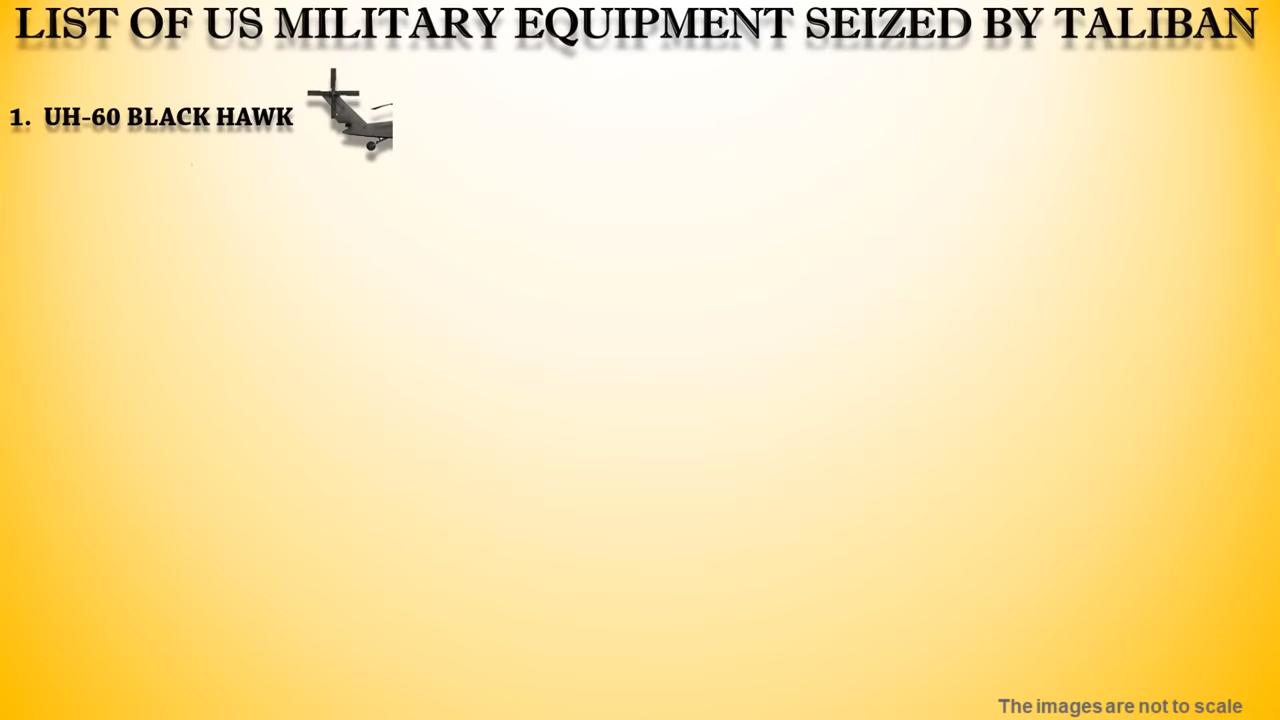 LIST OF US MILITARY EQUIPMENT SEIZED BY TALIBAN
1. UH-60 BLACK HAWK
The images are not to scale